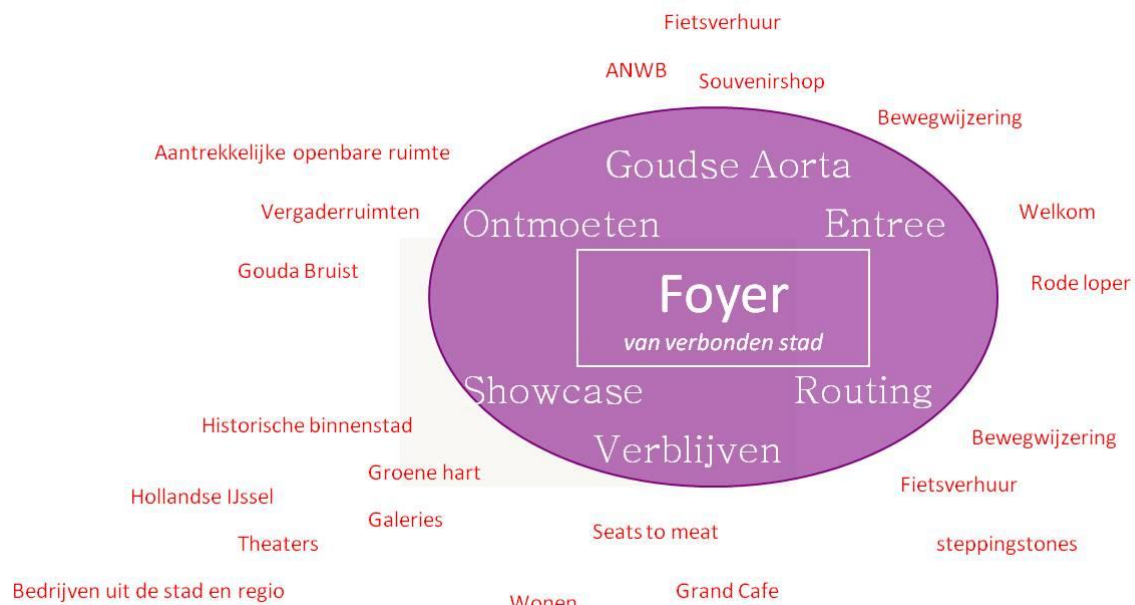 Fietsverhuur
ANWB
Souvenirshop
Bewegwijzering
Aantrekkelijke openbare ruimte
Goudse Aorta
Vergaderruimten
Ontmoeten
Entree
Welkom
Gouda Bruist
Foyer
van verbonden stad
Rode loper
Showcase
Routing
Historische binnenstad
Verblijven
Bewegwijzering
Groene hart
Fietsverhuur
Hollandse IJssel
Galeries
Seats to meat
Theaters
steppingstones
Bedrijven uit de stad en regio
Wonen
Grand Cafe